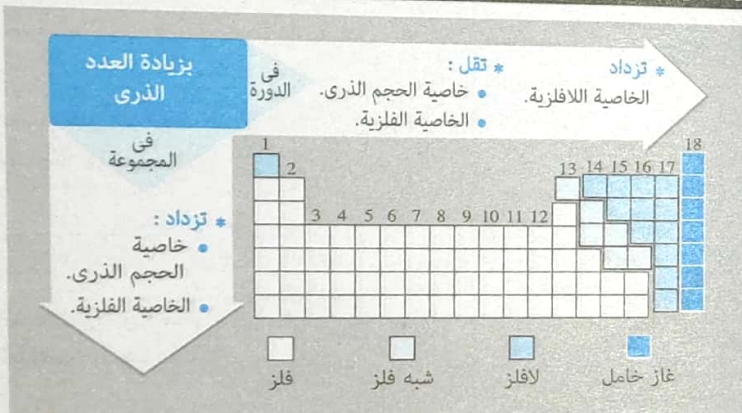 بزيادة العدد
الذرى
فى
الدورة
* تقل :
• خاصية الحجم الذرى.
• الخاصية الفلزية.
* تزداد
الخاصية اللافلزية.
فى
المجموعة
* تزداد :
• خاصية
الحجم الذرى.
• الخاصية الفلزية.
1
2
3 4 5 6 7 8 9 10 11 12
13 14 15 16 17
18
فلز
شبه فلز
لافلز
غاز خامل